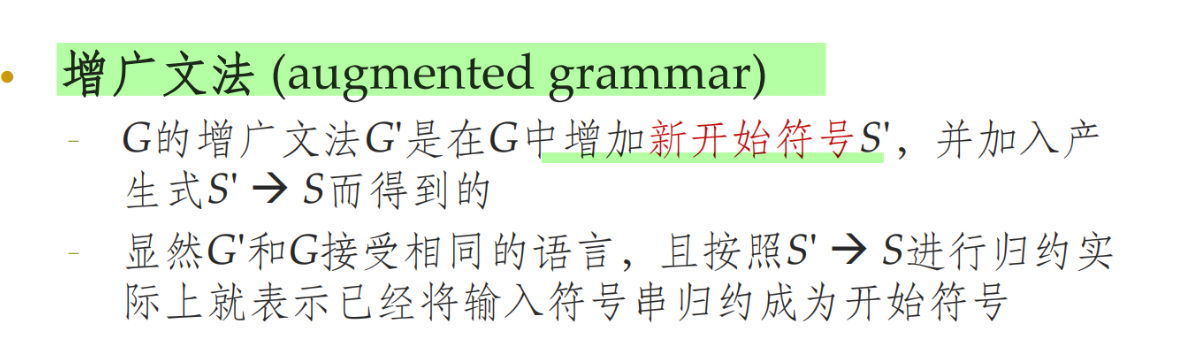 • 增广文法 (augmented grammar)
– G的增广文法G'是在G中增加新开始符号S'，并加入产
生式S' → S而得到的
– 显然G'和G接受相同的语言，且按照S' → S进行归约实
际上就表示已经将输入符号串归约成为开始符号